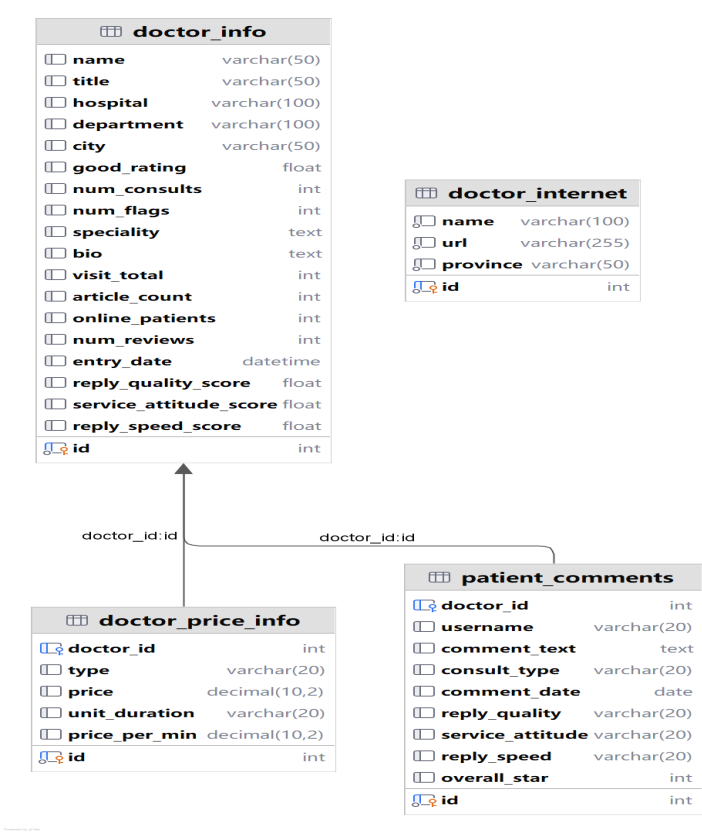 doctor_info
name varchar(50)
title varchar(50)
hospital varchar(100)
department varchar(100)
city varchar(50)
good_rating float
num_consults int
num_flags int
speciality text
bio text
visit_total int
article_count int
online_patients int
num_reviews int
entry_date datetime
reply_quality_score float
service_attitude_score float
reply_speed_score float
id int
doctor_internet
name varchar(100)
url varchar(255)
province varchar(50)
id int
doctor_id:id
doctor_id:id
doctor_price_info
doctor_id int
type varchar(20)
price decimal(10,2)
unit_duration varchar(20)
price_per_min decimal(10,2)
id int
patient_comments
doctor_id int
username varchar(20)
comment_text text
consult_type varchar(20)
comment_date date
reply_quality varchar(20)
service_attitude varchar(20)
reply_speed varchar(20)
overall_star int
id int